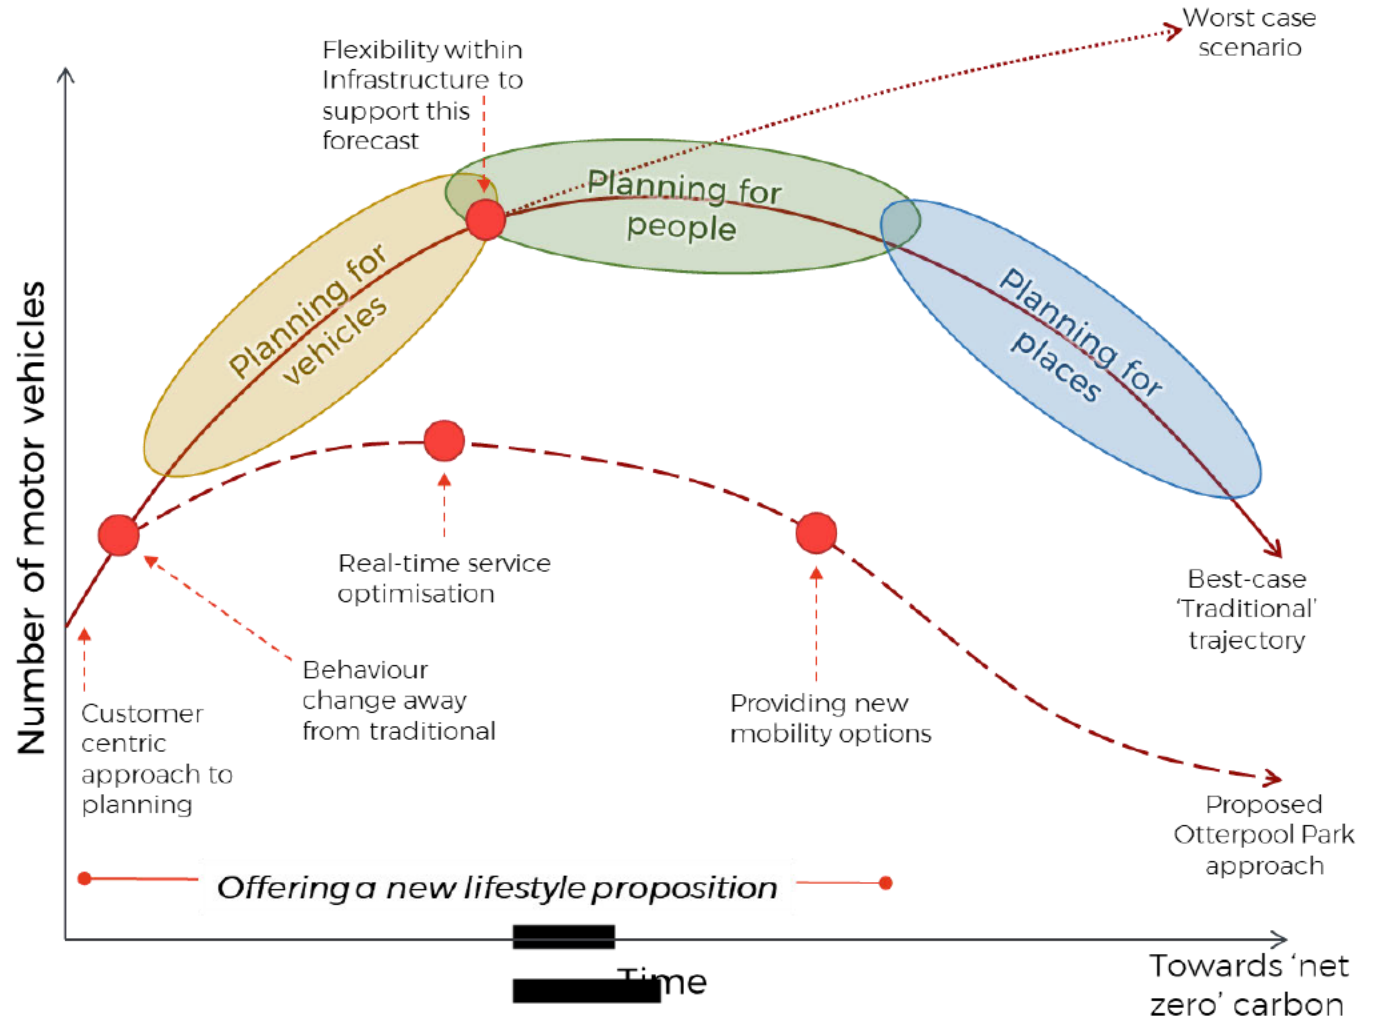 Worst case
scenario
Flexibility within
Infrastructure to
support this
forecast
Planning for
people
Planning for
vehicles
Planning for
places
Number of motor vehicles
Real-time service
optimisation
Best-case
‘Traditional’
trajectory
Behaviour
change away
from traditional
Customer
centric
approach to
planning
Providing new
mobility options
Proposed
Otterpool Park
approach
Offering a new lifestyle proposition
Time
Towards ‘net
zero’ carbon